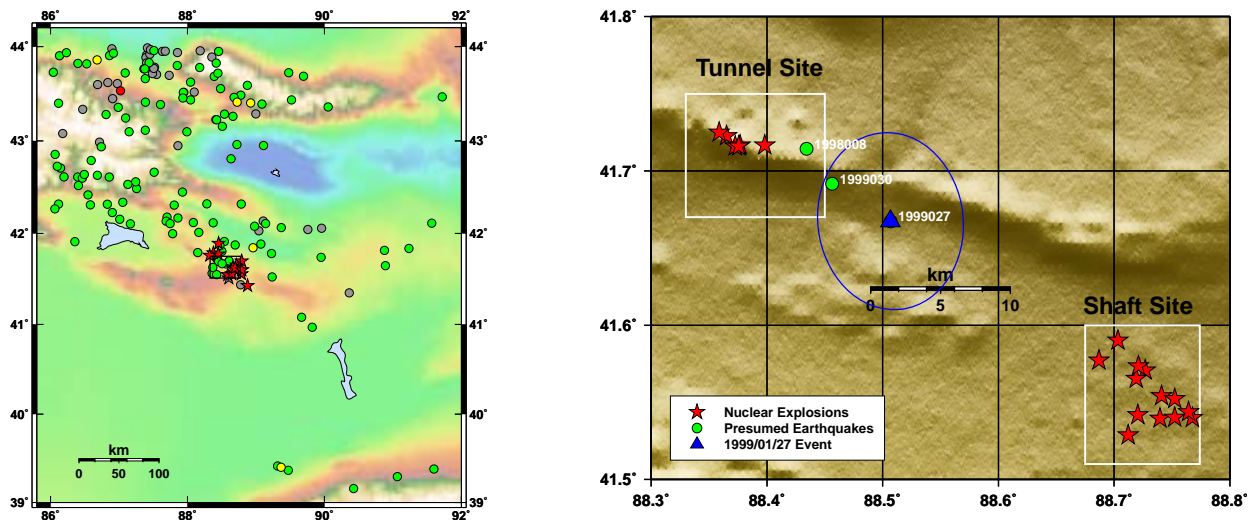 86° 88° 90° 92°
44° 44°
43° 43°
42° 42°
41° 41°
40° 40°
39° 39°
km
0 50 100
86° 88° 90° 92°
41.8
41.7
41.6
41.5
Tunnel Site
1998008
1999030
1999027
km
0 5 10
Shaft Site
Nuclear Explosions
Presumed Earthquakes
1999/01/27 Event
88.3 88.4 88.5 88.6 88.7 88.8